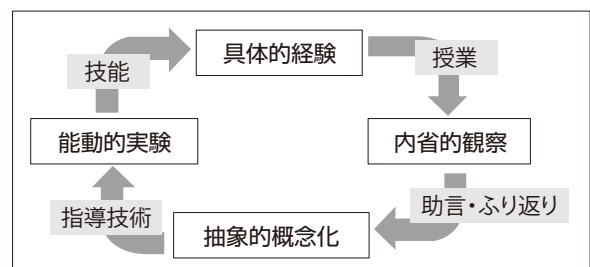 具体的経験
技能
授業
能動的実験
内省的観察
指導技術
助言・ふり返り
抽象的概念化